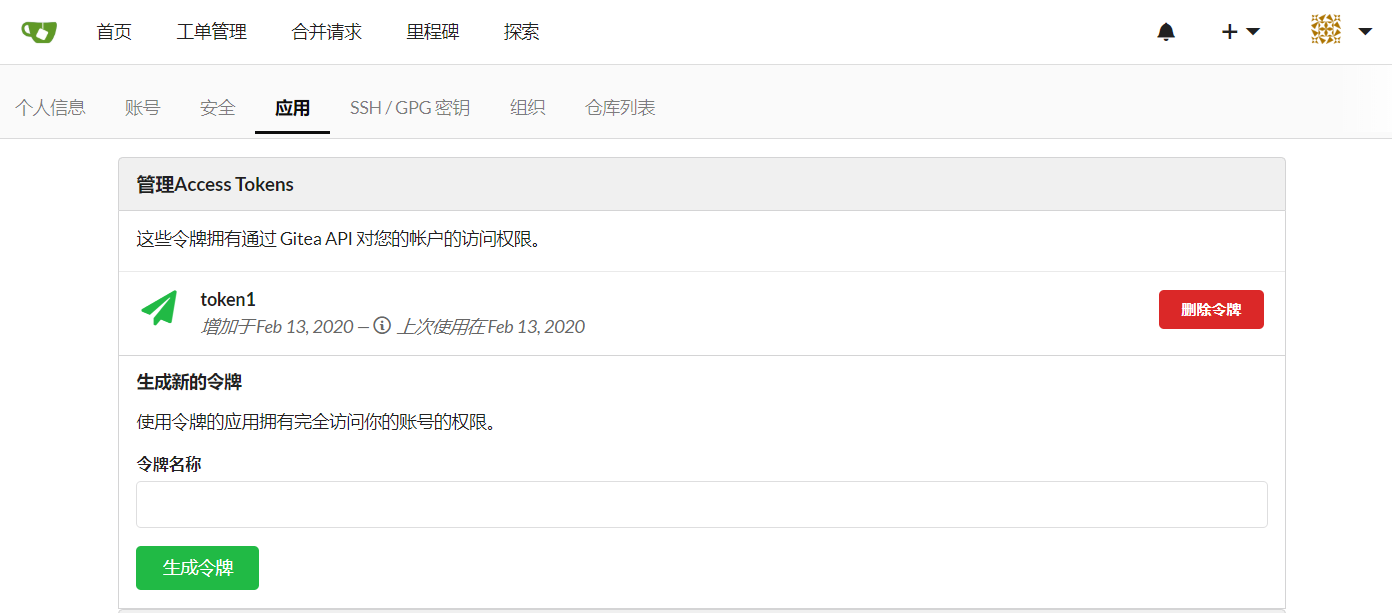 首页 工单管理 合并请求 里程碑 探索
个人信息 账号 安全 应用 SSH / GPG 密钥 组织 仓库列表
管理Access Tokens
这些令牌拥有通过 Gitea API 对您的帐户的访问权限。
token1
增加于Feb 13, 2020 — 上次使用在Feb 13, 2020
删除令牌
生成新的令牌
使用令牌的应用拥有完全访问你的账号的权限。
令牌名称
生成令牌